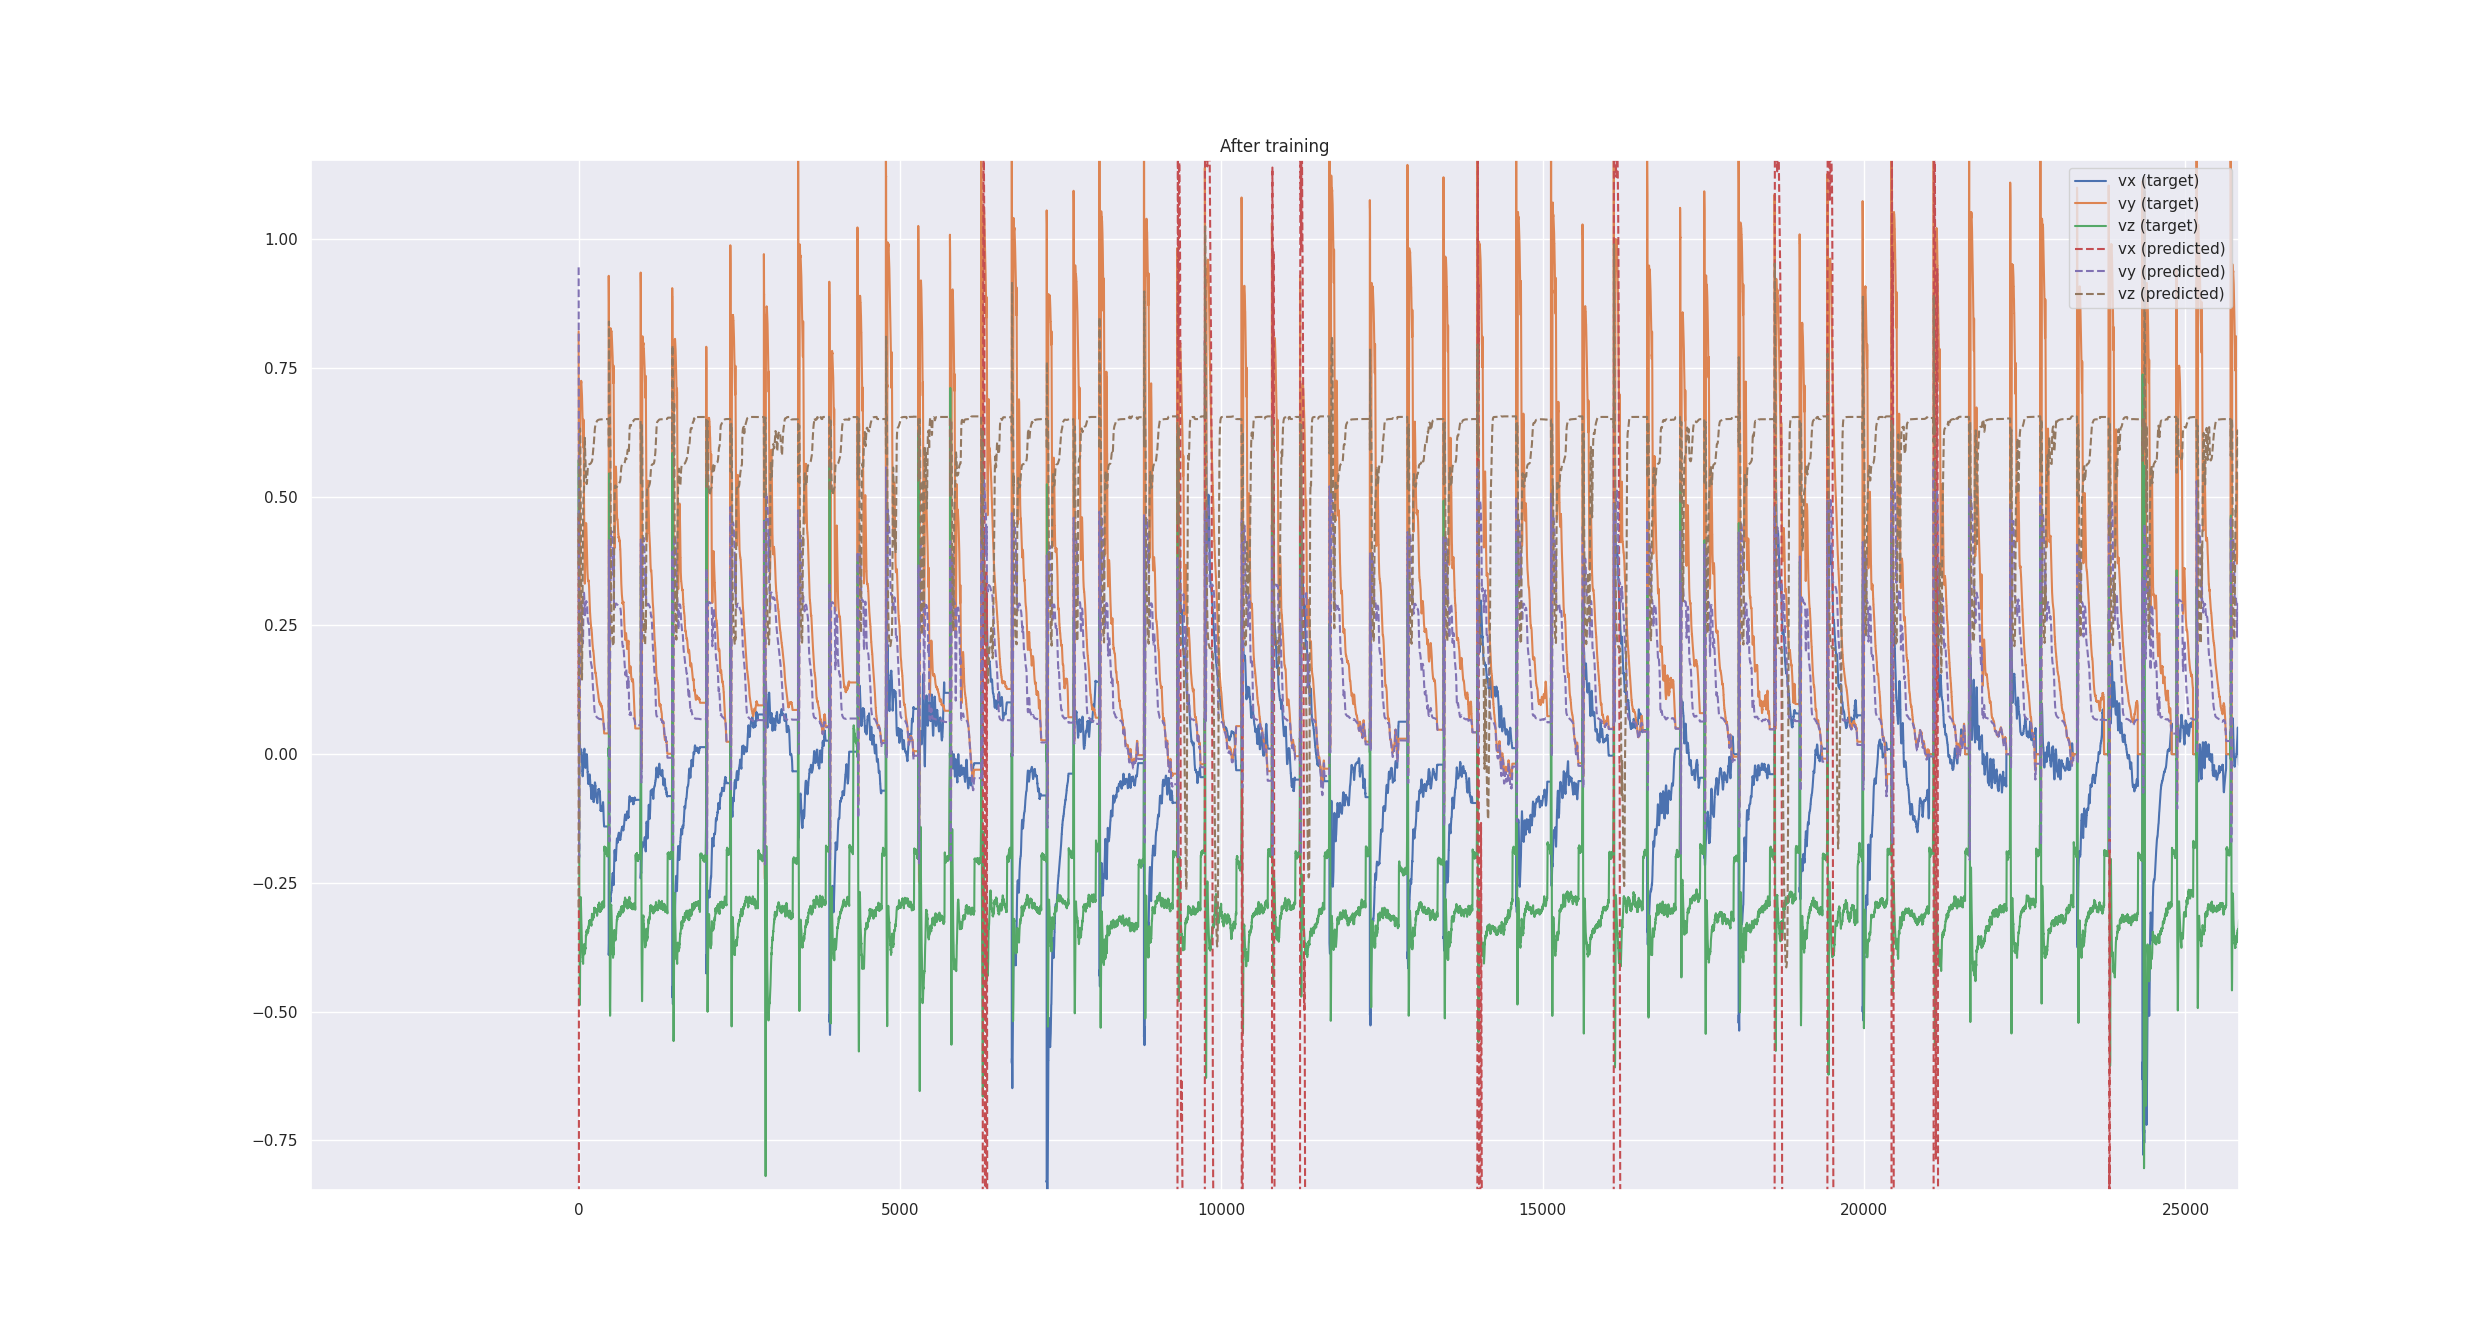 After training
1.00
0.75
0.50
0.25
0.00
−0.25
−0.50
−0.75
0 5000 10000 15000 20000 25000
vx (target)
vy (target)
vz (target)
vx (predicted)
vy (predicted)
vz (predicted)